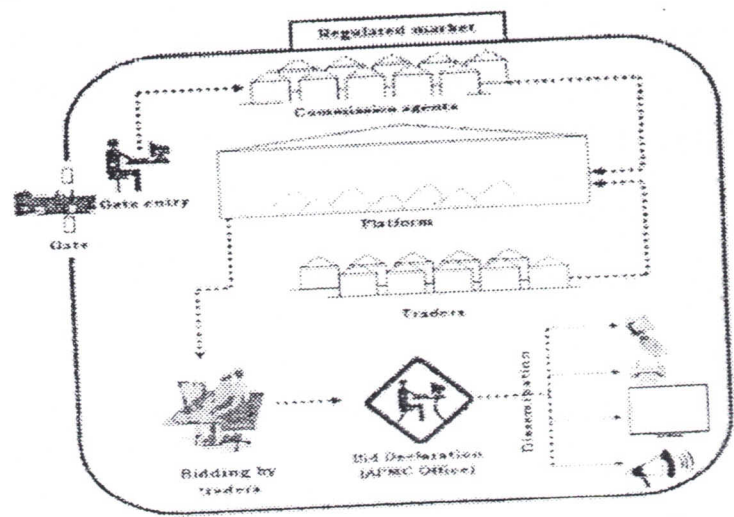 Regulated market
Commission agents
Gate entry
Gate
Platform
Traders
Dissemination
Bidding by
traders
Bid Declaration
(APMC Office)